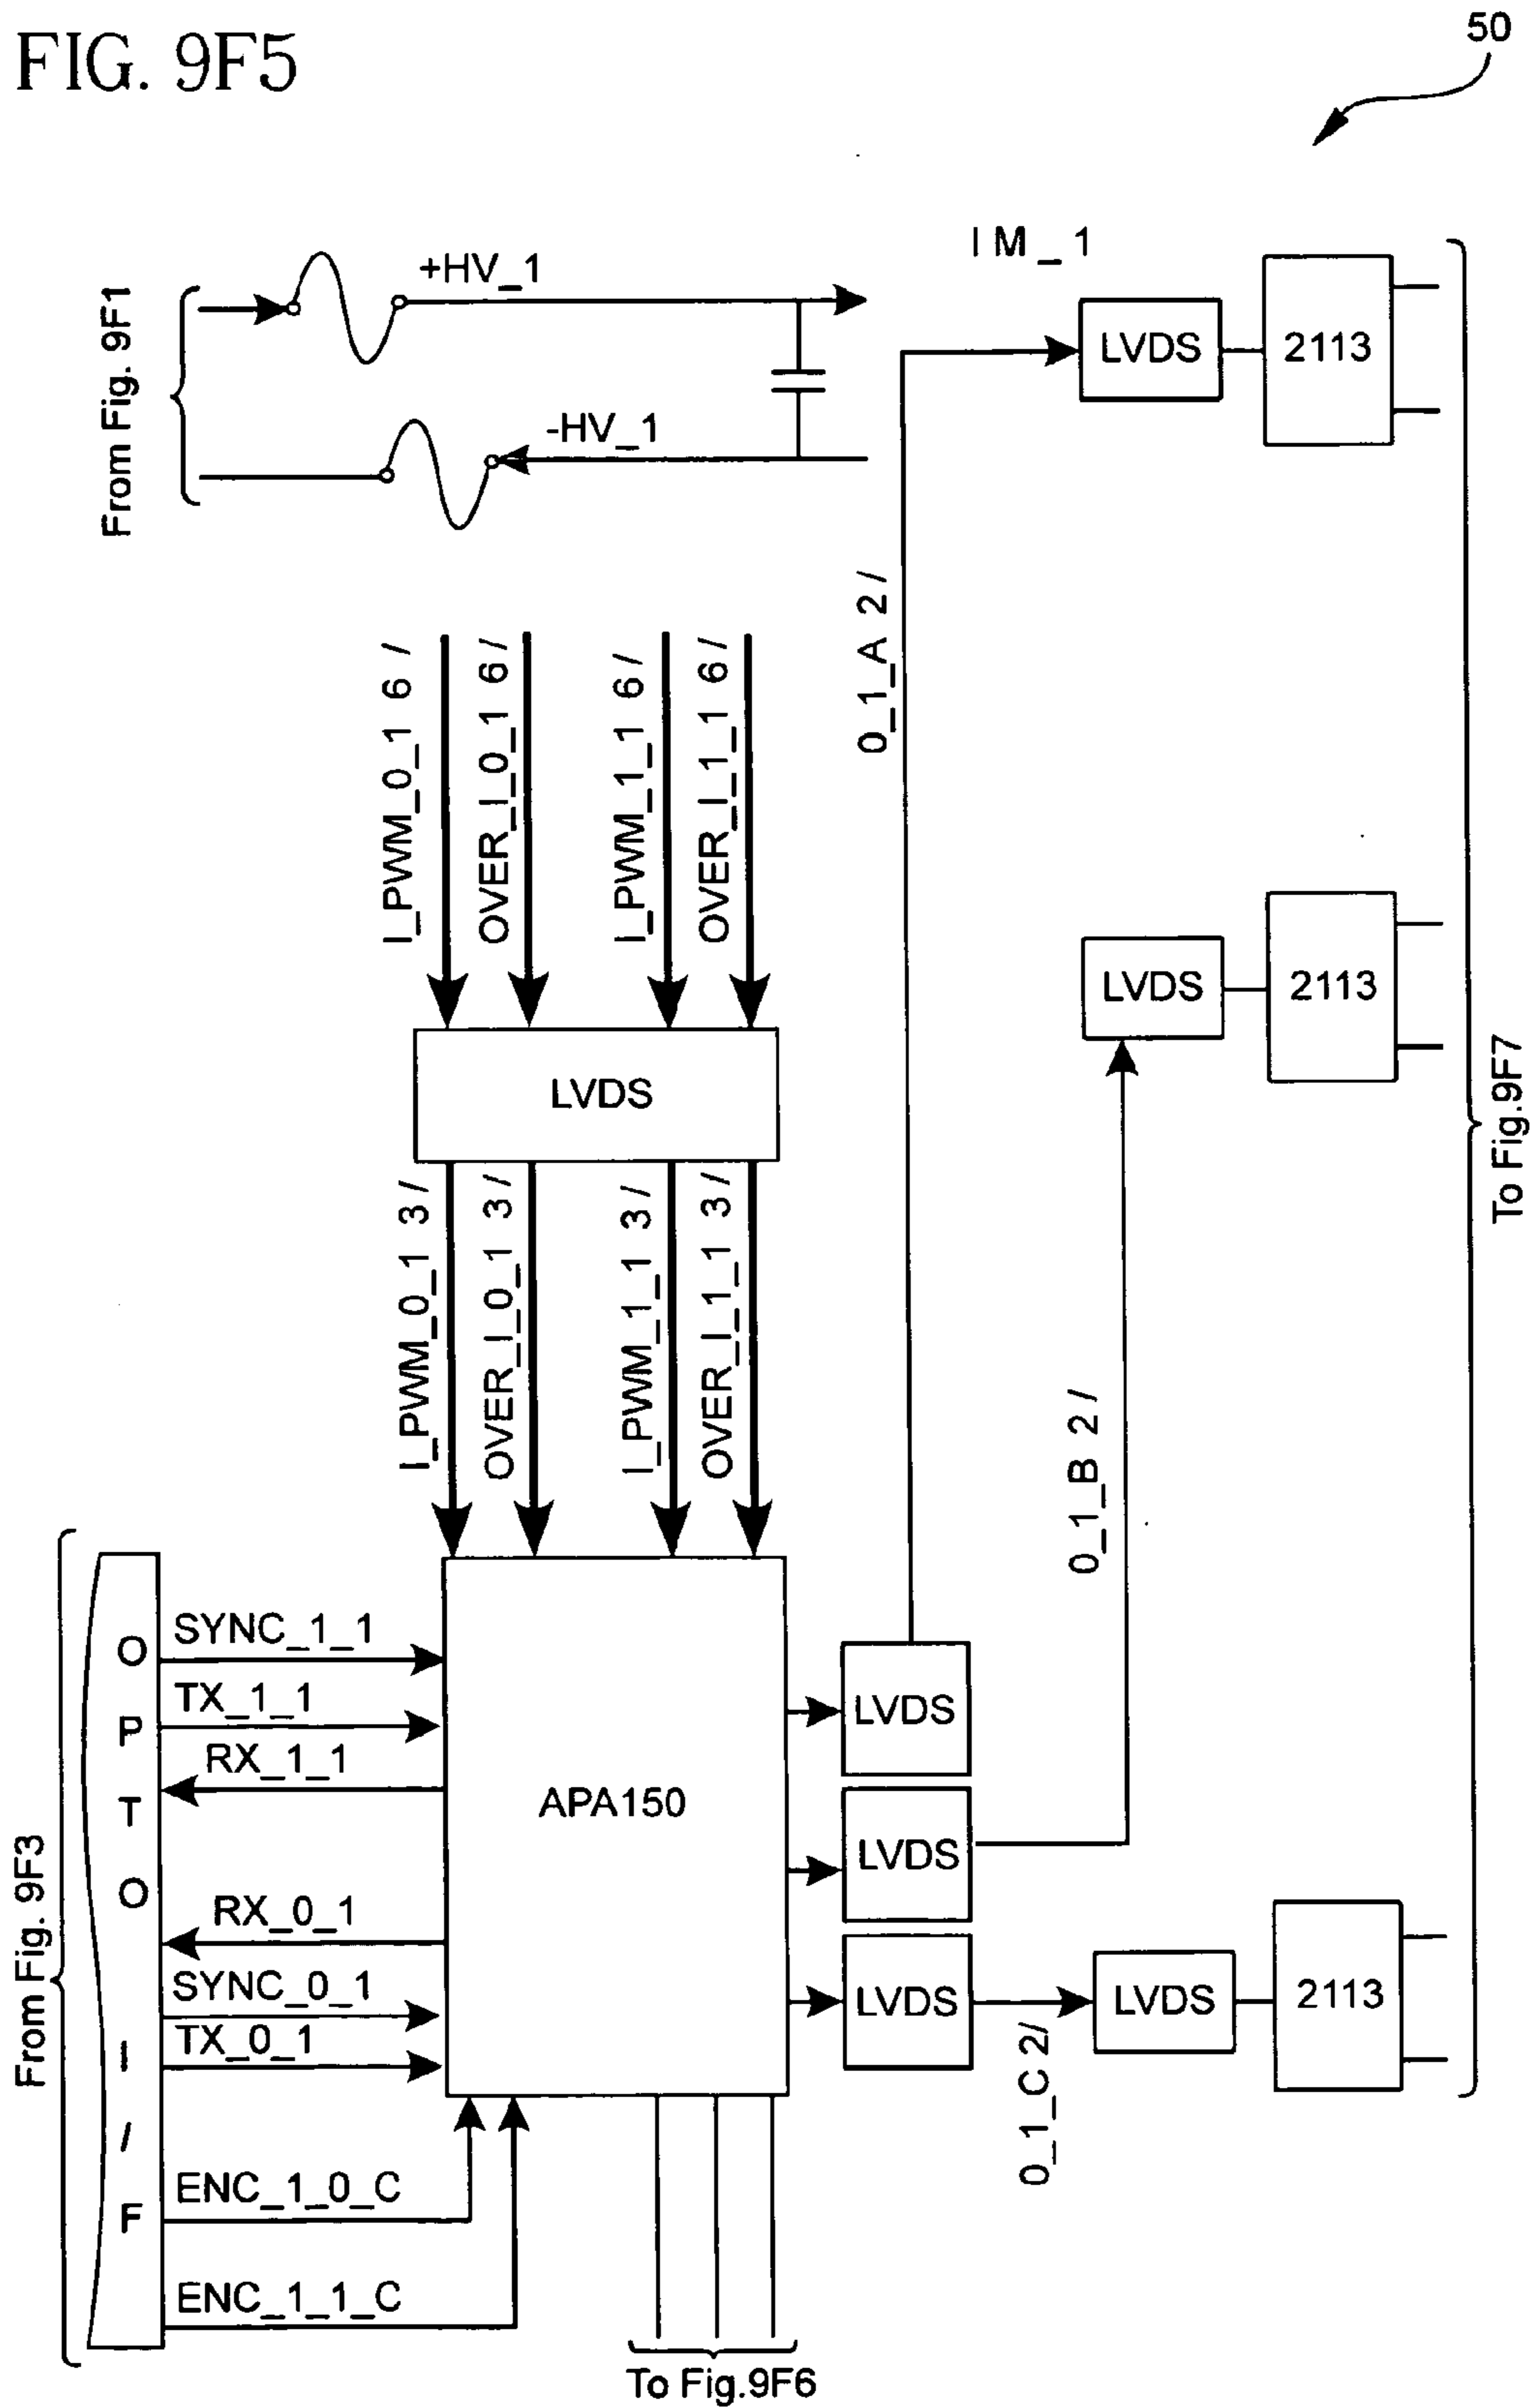 FIG. 9F5
50
From Fig. 9F1
+HV_1
-HV_1
I M _ 1
LVDS
2113
0_1_A 2 /
I_PWM_0_1 6 /
OVER_I_0_1 6 /
I_PWM_1_1 6 /
OVER_I_1_1 6 /
LVDS
2113
LVDS
To Fig.9F7
I_PWM_0_1 3 /
OVER_I_0_1 3 /
I_PWM_1_1 3 /
OVER_I_1_1 3 /
0_1_B 2 /
From Fig. 9F3
OPTO I/F
SYNC_1_1
TX_1_1
RX_1_1
RX_0_1
SYNC_0_1
TX_0_1
ENC_1_0_C
ENC_1_1_C
APA150
LVDS
LVDS
LVDS
0_1_C 2/
LVDS
2113
To Fig.9F6